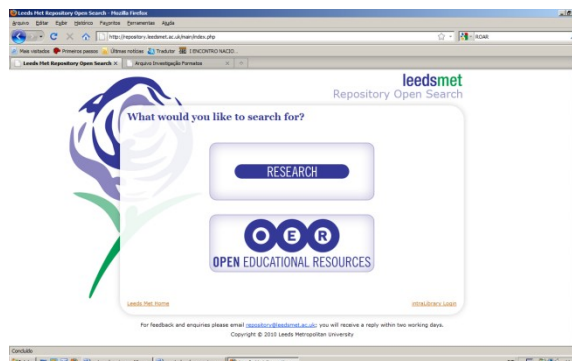 Leeds Met Repository Open Search - Mozilla Firefox
Arquivo Editar Exibir Histórico Favoritos Ferramentas Ajuda
http://repository.leedsmet.ac.uk/main/index.php
ROAR
Mais visitados Primeiros passos Últimas notícias Tradutor I ENCONTRO NACIO...
Leeds Met Repository Open Search
Arquivo Investigação Formatos
leedsmet
Repository Open Search
What would you like to search for?
RESEARCH
OER
OPEN EDUCATIONAL RESOURCES
Leeds Met Home
intraLibrary Login
For feedback and enquiries please email repository@leedsmet.ac.uk; you will receive a reply within two working days.
Copyright © 2010 Leeds Metropolitan University
Concluído